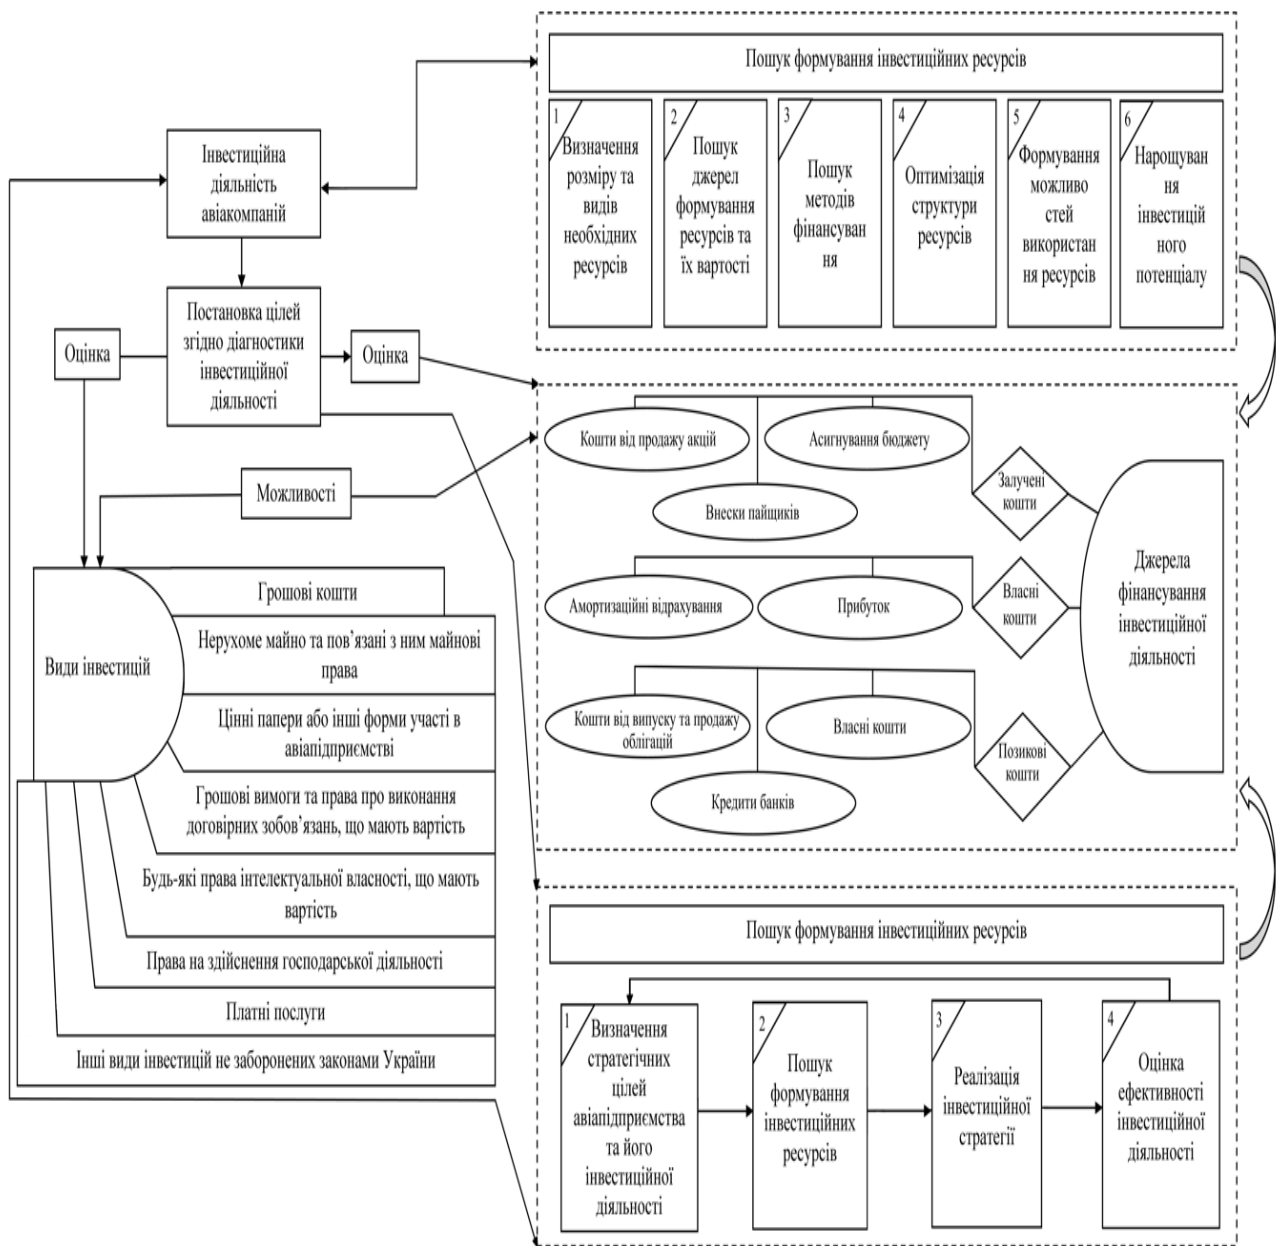 Пошук формування інвестиційних ресурсів
1
Визначення
розміру та
видів
необхідних
ресурсів
2
Пошук
джерел
формування
ресурсів та
їх вартості
3
Пошук
методів
фінансуван
ня
4
Оптимізація
структури
ресурсів
5
Формування
можливо
стей
використан
ня ресурсів
6
Нарощуван
ня
інвестицій
ного
потенціалу
Інвестиційна
діяльність
авіакомпаній
Постановка цілей
згідно діагностики
інвестиційної
діяльності
Оцінка
Оцінка
Можливості
Види інвестицій
Грошові кошти
Нерухоме майно та пов’язані з ним майнові
права
Цінні папери або інші форми участі в
авіапідприємстві
Грошові вимоги та права про виконання
договірних зобов’язань, що мають вартість
Будь-які права інтелектуальної власності, що мають
вартість
Права на здійснення господарської діяльності
Платні послуги
Інші види інвестицій не заборонених законами України
Кошти від продажу акцій
Асигнування бюджету
Внески пайщиків
Залучені
кошти
Амортизаційні відрахування
Прибуток
Власні
кошти
Кошти від випуску та продажу
облігацій
Власні кошти
Кредити банків
Позикові
кошти
Джерела
фінансування
інвестиційної
діяльності
Пошук формування інвестиційних ресурсів
1
Визначення
стратегічних
цілей
авіапідприємства
та його
інвестиційної
діяльності
2
Пошук
формування
інвестиційних
ресурсів
3
Реалізація
інвестиційної
стратегії
4
Оцінка
ефективності
інвестиційної
діяльності